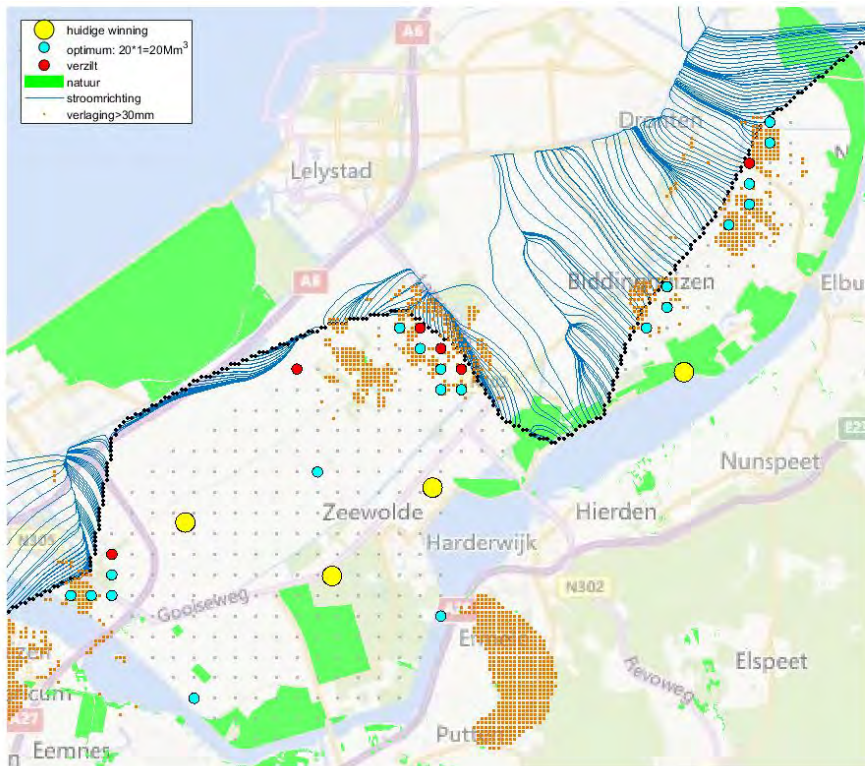 huidige winning
optimum: 20*1=20Mm³
verzilt
natuur
stroomrichting
verlaging>30mm
A6
Dronten
Lelystad
A6
Biddinghuizen
Elbu
Nunspeet
Zeewolde
Hierden
N305
Harderwijk
N302
Gooiseweg
Elspeet
A27
Putten
Eemnes